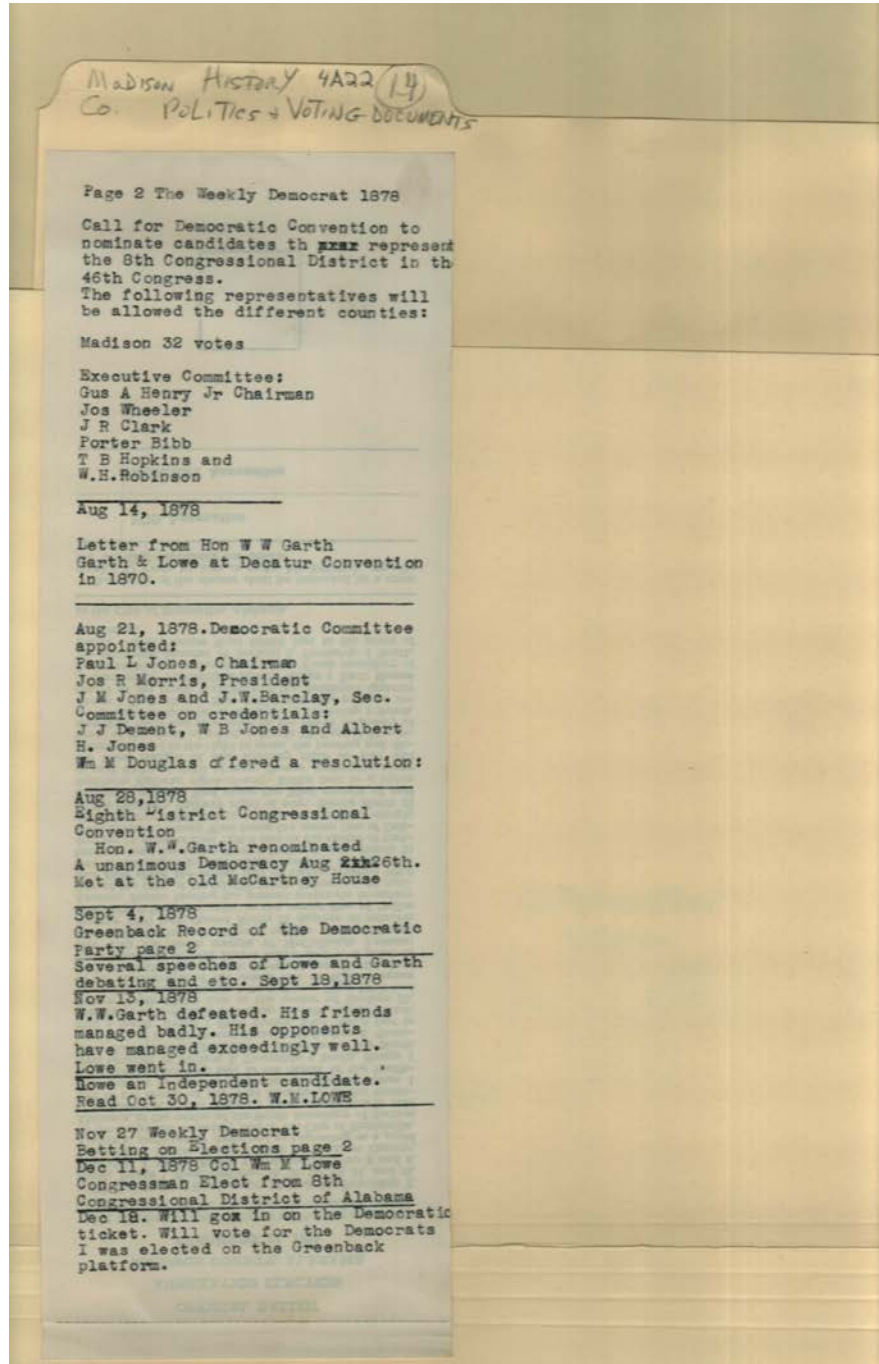 MaDISON HISTORY 4A22 (14)
Co. POLITICS & VOTING DOCUMENTS
Page 2 The Weekly Democrat 1878
Call for Democratic Convention to
nominate candidates th represent
the 8th Congressional District in th
46th Congress.
The following representatives will
be allowed the different counties:
Madison 32 votes
Executive Committee:
Gus A Henry Jr Chairman
Jos Wheeler
J R Clark
Porter Bibb
T B Hopkins and
W.H.Robinson
Aug 14, 1878
Letter from Hon W W Garth
Garth & Lowe at Decatur Convention
in 1870.
Aug 21, 1878.Democratic Committee
appointed:
Paul L Jones, Chairman
Jos R Morris, President
J M Jones and J.W.Barclay, Sec.
Committee on credentials:
J J Dement, W B Jones and Albert
H. Jones
Wm M Douglas offered a resolution:
Aug 28,1878
Eighth District Congressional
Convention
Hon. W.W.Garth renominated
A unanimous Democracy Aug 26th.
Met at the old McCartney House
Sept 4, 1878
Greenback Record of the Democratic
Party page 2
Several speeches of Lowe and Garth
debating and etc. Sept 18,1878
Nov 13, 1878
W.W.Garth defeated. His friends
managed badly. His opponents
have managed exceedingly well.
Lowe went in.
Howe an Independent candidate.
Read Oct 30, 1878. W.M.LOWE
Nov 27 Weekly Democrat
Betting on Elections page 2
Dec 11, 1878 Col Wm M Lowe
Congressman Elect from 8th
Congressional District of Alabama
Dec 18. Will gox in on the Democratic
ticket. Will vote for the Democrats
I was elected on the Greenback
platform.